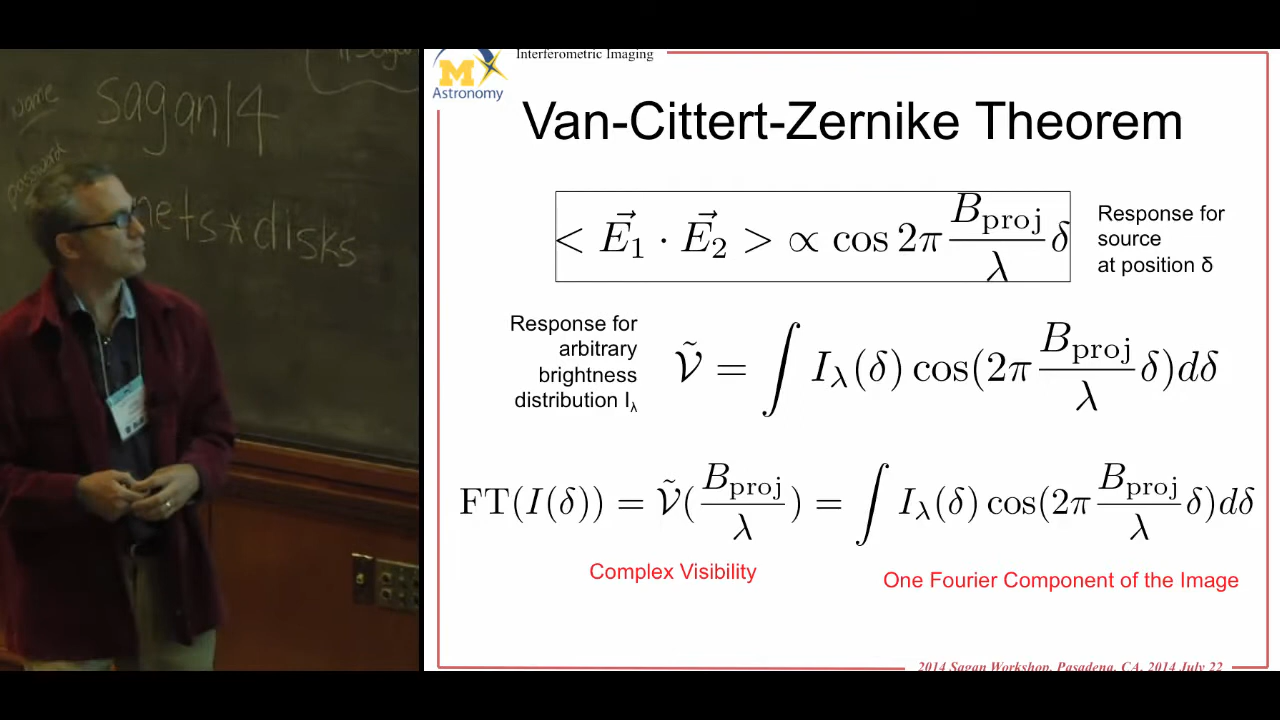 name
sagan14
password
nets*disks
Interferometric Imaging
M
Astronomy
Van-Cittert-Zernike Theorem
< E⃗₁ · E⃗₂ > ∝ cos 2π B_proj/λ δ
Response for
source
at position δ
Response for
arbitrary
brightness
distribution I_λ
Ṽ = ∫ I_λ(δ) cos(2π B_proj/λ δ)dδ
FT(I(δ)) = Ṽ(B_proj/λ) = ∫ I_λ(δ) cos(2π B_proj/λ δ)dδ
Complex Visibility
One Fourier Component of the Image
2014 Sagan Workshop, Pasadena, CA, 2014 July 22